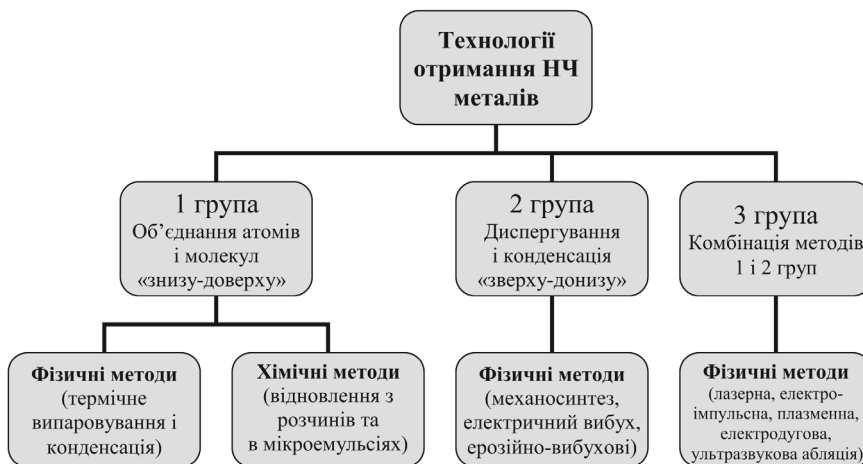 Технології
отримання НЧ
металів
1 група
Об’єднання атомів
і молекул
«знизу-доверху»
2 група
Диспергування
і конденсація
«зверху-донизу»
3 група
Комбінація методів
1 і 2 груп
Фізичні методи
(термічне
випаровування і
конденсація)
Хімічні методи
(відновлення з
розчинів та
в мікроемульсіях)
Фізичні методи
(механосинтез,
електричний вибух,
ерозійно-вибухові)
Фізичні методи
(лазерна, електро-
імпульсна, плазменна,
електродугова,
ультразвукова абляція)